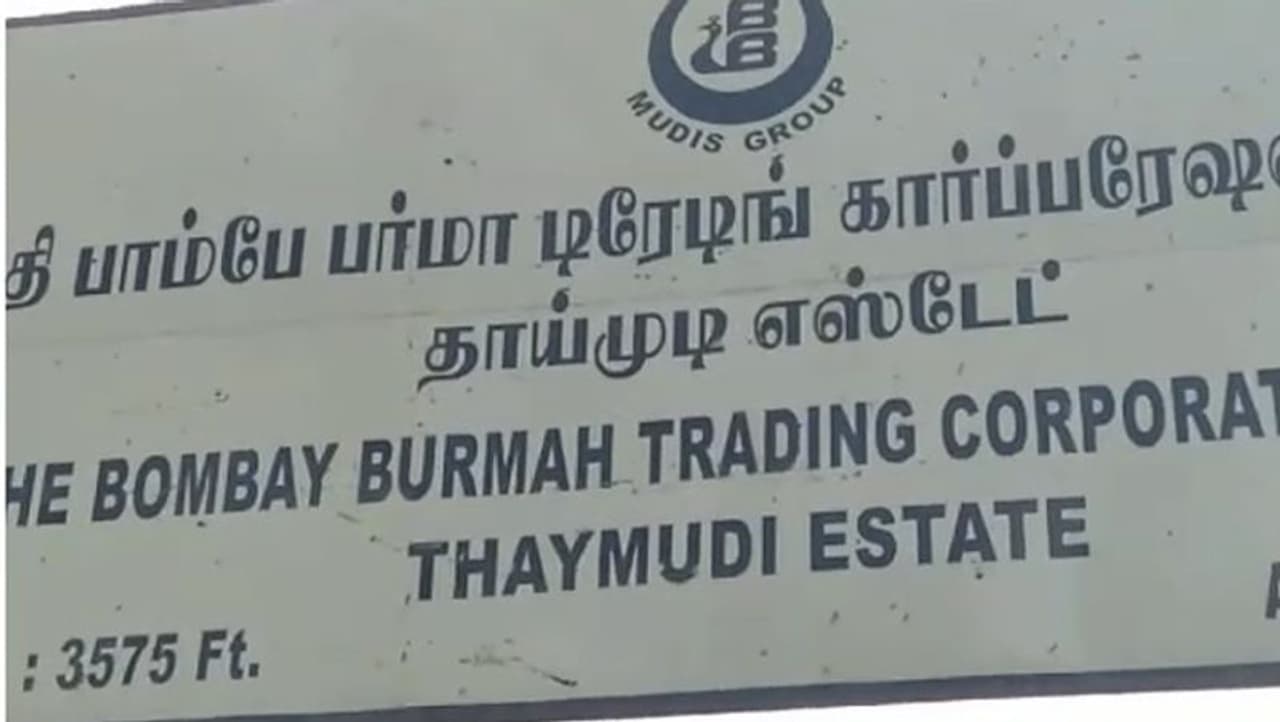 MUDIS GROUP
தி பாம்பே பர்மா டிரேடிங் கார்ப்பரேஷ
தாய்முடி எஸ்டேட்
HE BOMBAY BURMAH TRADING CORPORAT
THAYMUDI ESTATE
: 3575 Ft.